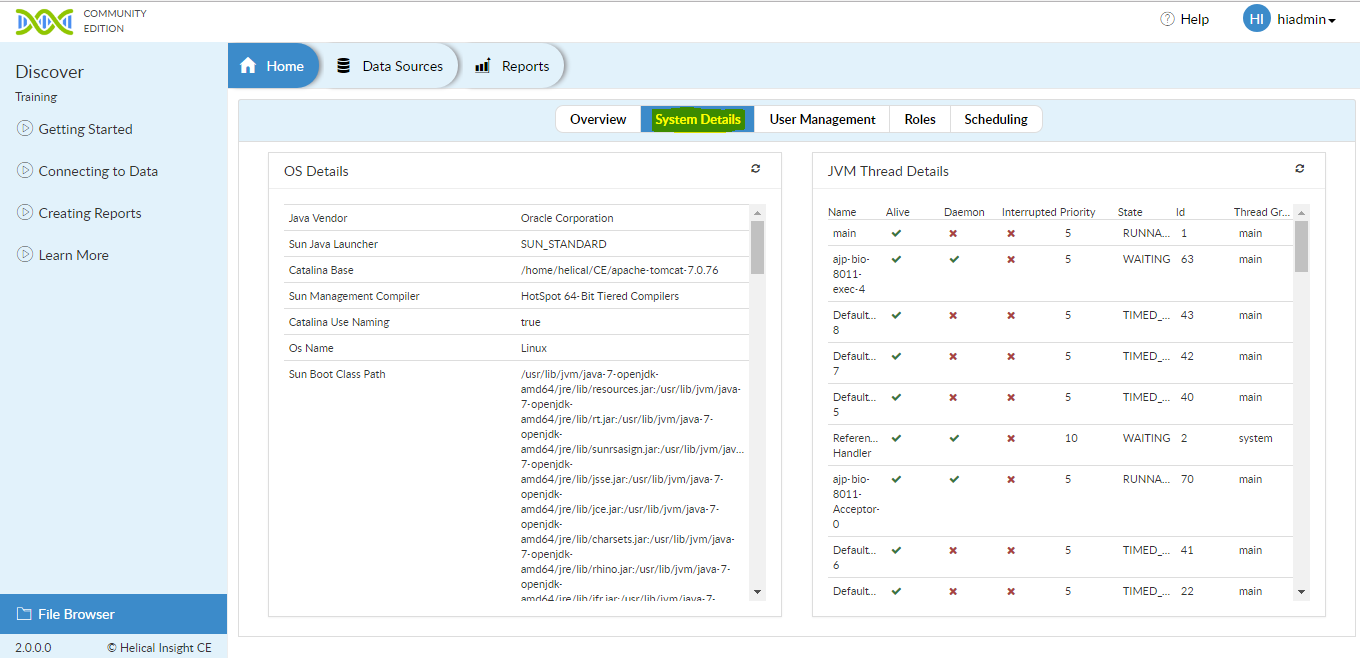 COMMUNITY
EDITION
Help
HI
hiadmin
Discover
Training
Getting Started
Connecting to Data
Creating Reports
Learn More
File Browser
2.0.0.0 © Helical Insight CE
Home Data Sources Reports
Overview System Details User Management Roles Scheduling
OS Details
Java Vendor Oracle Corporation
Sun Java Launcher SUN_STANDARD
Catalina Base /home/helical/CE/apache-tomcat-7.0.76
Sun Management Compiler HotSpot 64-Bit Tiered Compilers
Catalina Use Naming true
Os Name Linux
Sun Boot Class Path /usr/lib/jvm/java-7-openjdk-
amd64/jre/lib/resources.jar:/usr/lib/jvm/java-
7-openjdk-
amd64/jre/lib/rt.jar:/usr/lib/jvm/java-7-
openjdk-
amd64/jre/lib/sunrsasign.jar:/usr/lib/jvm/jav...
7-openjdk-
amd64/jre/lib/jsse.jar:/usr/lib/jvm/java-7-
openjdk-
amd64/jre/lib/jce.jar:/usr/lib/jvm/java-7-
openjdk-
amd64/jre/lib/charsets.jar:/usr/lib/jvm/java-
7-openjdk-
amd64/jre/lib/rhino.jar:/usr/lib/jvm/java-7-
openjdk-
amd64/jre/lib/jfr.jar:/usr/lib/jvm/java-7-
JVM Thread Details
Name Alive Daemon Interrupted Priority State Id Thread Gr...
main 5 RUNNA... 1 main
ajp-bio- 5 WAITING 63 main
8011-
exec-4
Default... 5 TIMED_... 43 main
8
Default... 5 TIMED_... 42 main
7
Default... 5 TIMED_... 40 main
5
Referen... 10 WAITING 2 system
Handler
ajp-bio- 5 RUNNA... 70 main
8011-
Acceptor-
0
Default... 5 TIMED_... 41 main
6
Default... 5 TIMED_... 22 main